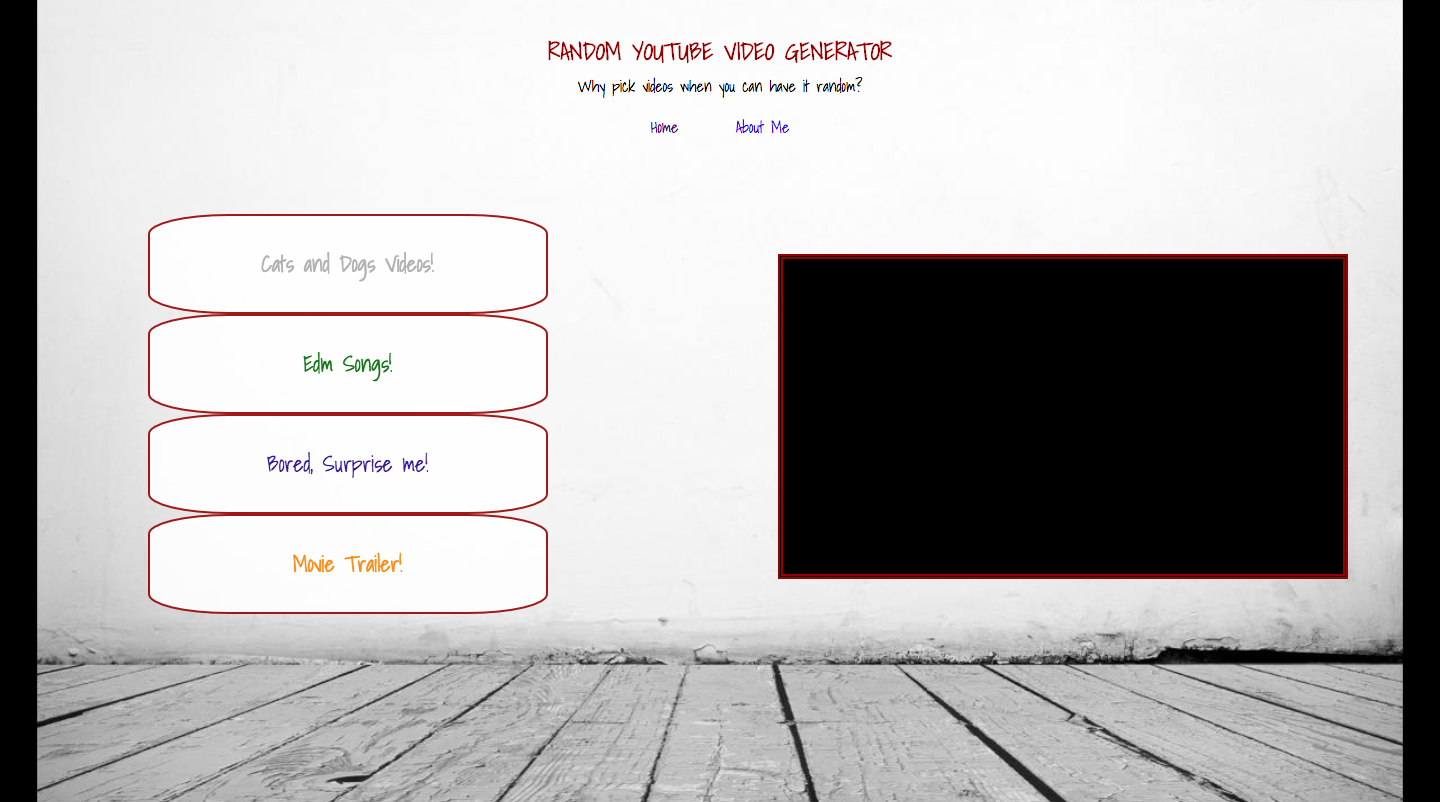 RANDOM YOUTUBE VIDEO GENERATOR
Why pick videos when you can have it random?
Home About Me
Cats and Dogs Videos!
Edm Songs!
Bored, Surprise me!
Movie Trailer!